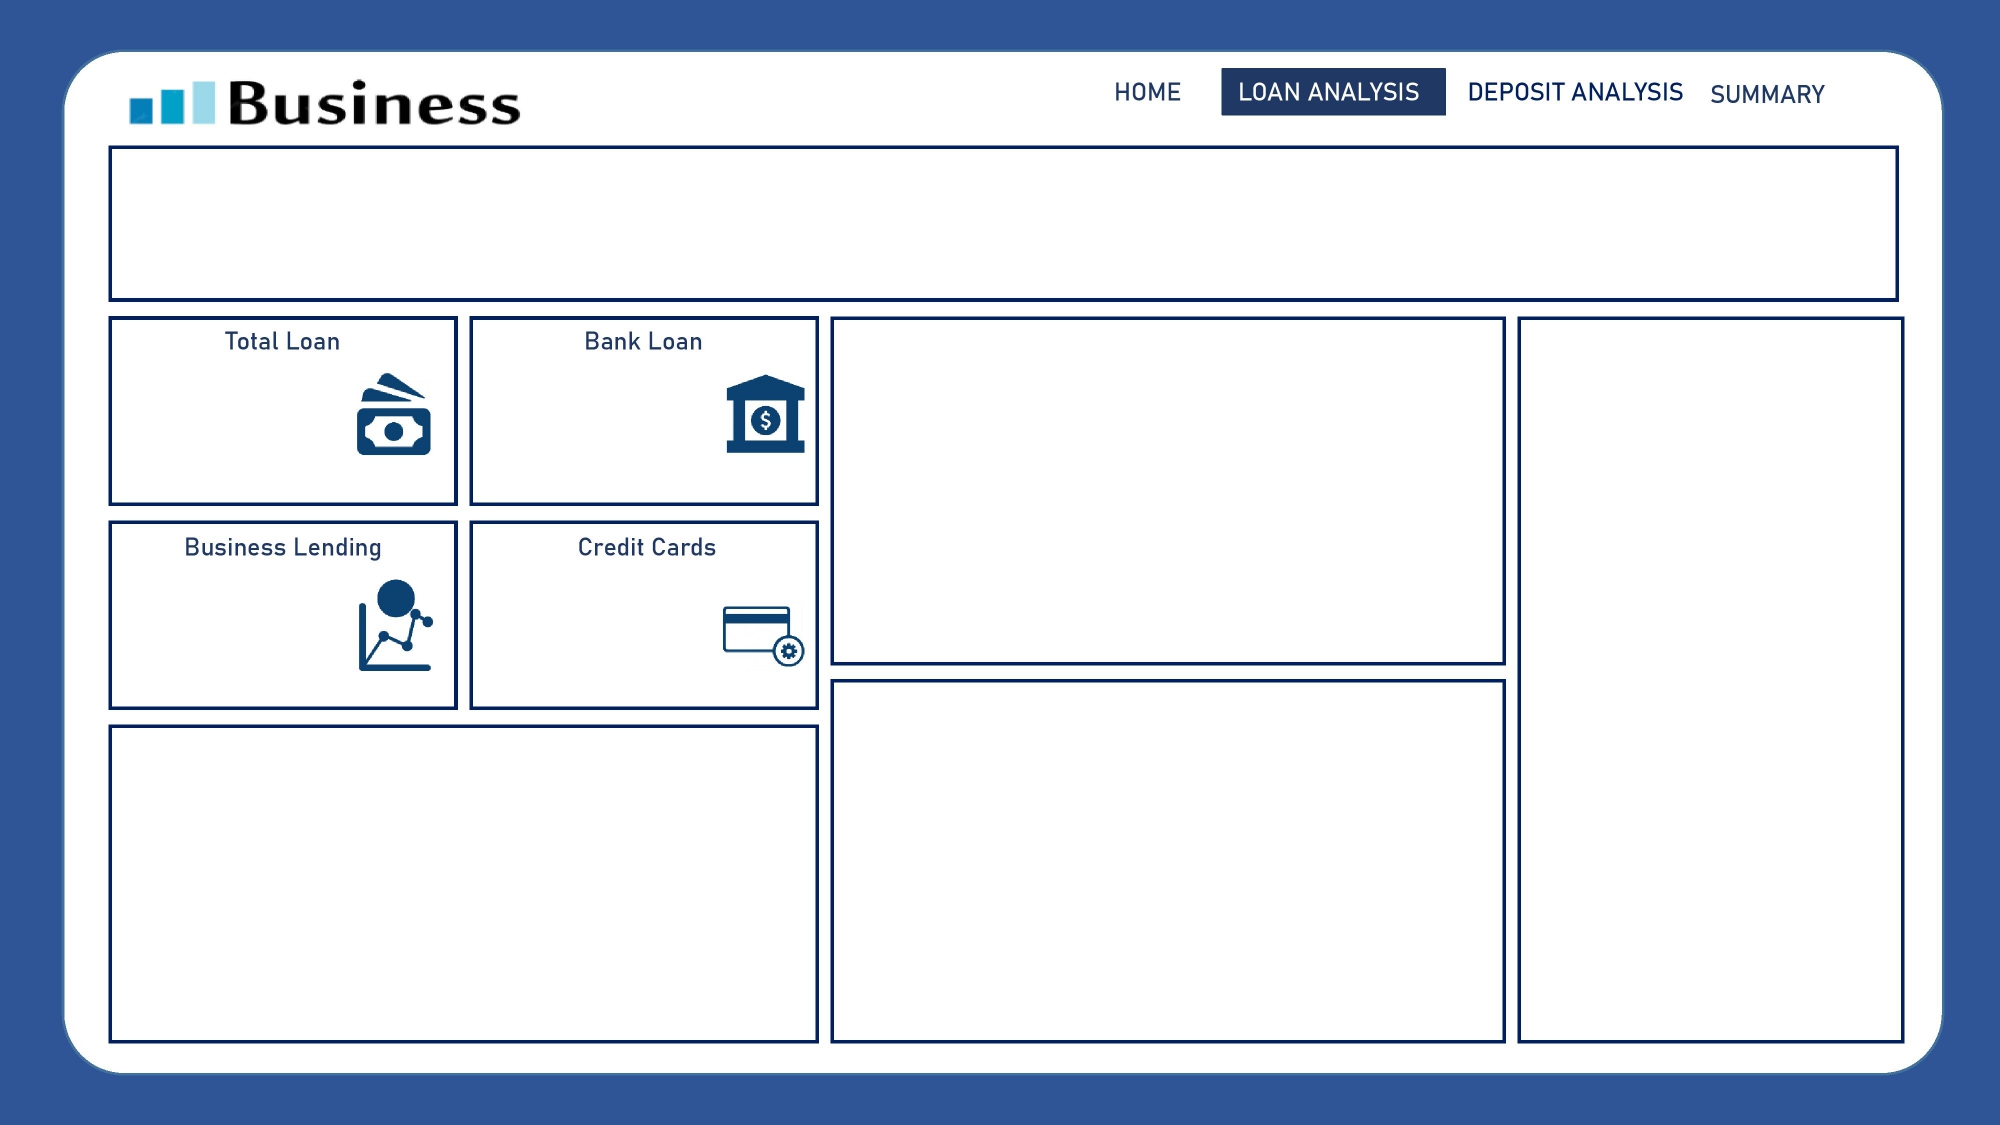 Business
HOME
LOAN ANALYSIS
DEPOSIT ANALYSIS
SUMMARY
Total Loan
Bank Loan
$
Business Lending
Credit Cards